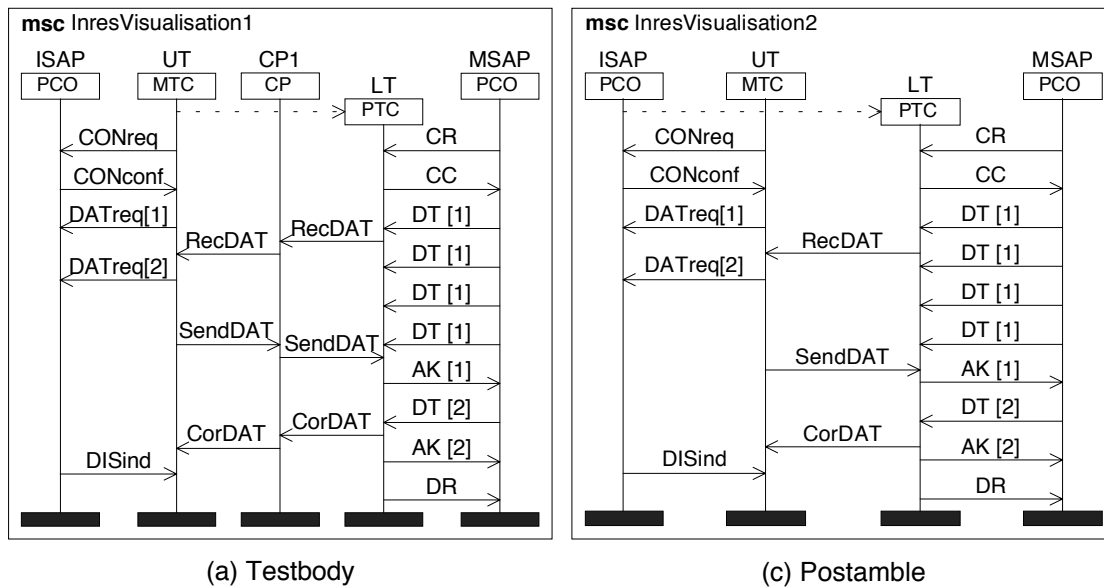 msc InresVisualisation1
ISAP UT CP1 MSAP
LT
PCO MTC CP PCO
PTC
CONreq CR
CONconf CC
DATreq[1] DT [1]
RecDAT RecDAT
DATreq[2] DT [1]
DT [1]
SendDAT DT [1]
SendDAT
AK [1]
DT [2]
CorDAT CorDAT
AK [2]
DISind
DR
(a) Testbody
msc InresVisualisation2
ISAP UT MSAP
LT
PCO MTC PCO
PTC
CONreq CR
CONconf CC
DATreq[1] DT [1]
RecDAT DT [1]
DATreq[2]
DT [1]
DT [1]
SendDAT AK [1]
DT [2]
CorDAT AK [2]
DISind
DR
(c) Postamble